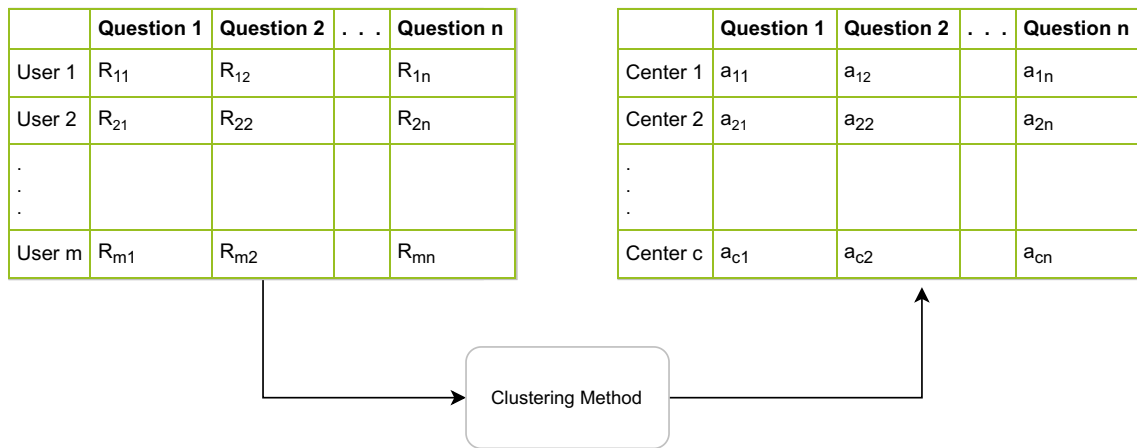 Question 1 Question 2 . . . Question n
User 1 R11 R12 R1n
User 2 R21 R22 R2n
.
.
.
User m Rm1 Rm2 Rmn
Question 1 Question 2 . . . Question n
Center 1 a11 a12 a1n
Center 2 a21 a22 a2n
.
.
.
Center c ac1 ac2 acn
Clustering Method